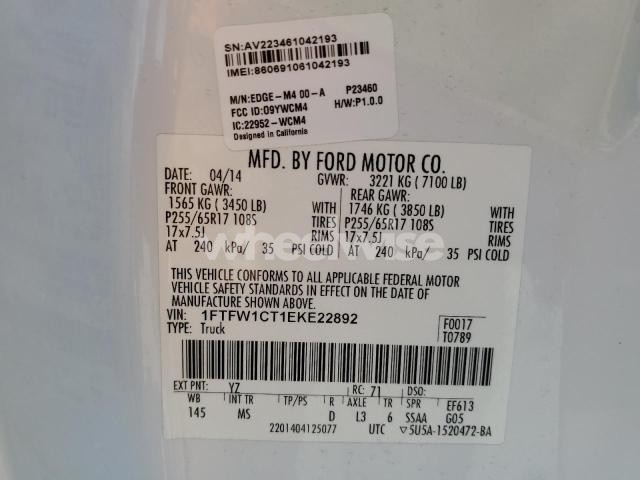 SN:AV223461042193
IMEI:860691061042193
M/N:EDGE-M4 00-A P23460
FCC ID:O9YWCM4 H/W:P1.0.0
IC:22952-WCM4
Designed in California
MFD. BY FORD MOTOR CO.
DATE: 04/14 GVWR: 3221 KG ( 7100 LB)
FRONT GAWR: REAR GAWR:
1565 KG ( 3450 LB) WITH 1746 KG ( 3850 LB) WITH
P255/65R17 108S TIRES P255/65R17 108S TIRES
17x7.5J RIMS 17x7.5J RIMS
AT 240 kPa/ 35 PSI COLD AT 240 kPa/ 35 PSI COLD
wheelwise
THIS VEHICLE CONFORMS TO ALL APPLICABLE FEDERAL MOTOR
VEHICLE SAFETY STANDARDS IN EFFECT ON THE DATE OF
MANUFACTURE SHOWN ABOVE.
VIN: 1FTFW1CT1EKE22892 F0017
TYPE: Truck T0789
EXT PNT: YZ RC: 71 DSO:
WB INT TR TP/PS R AXLE TR SPR EF613
145 MS D L3 6 SSAA G05
2201404125077 UTC ▽5U5A-1520472-BA